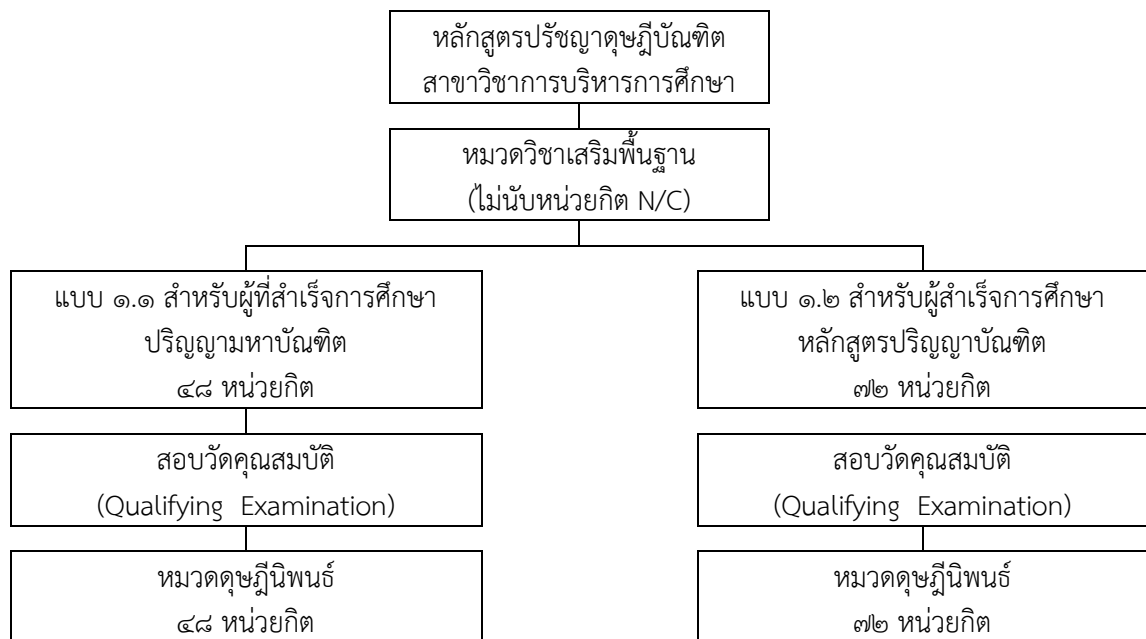 หลักสูตรปรัชญาดุษฎีบัณฑิต
สาขาวิชาการบริหารการศึกษา
หมวดวิชาเสริมพื้นฐาน
(ไม่นับหน่วยกิต N/C)
แบบ ๑.๑ สำหรับผู้ที่สำเร็จการศึกษา
ปริญญามหาบัณฑิต
๔๘ หน่วยกิต
แบบ ๑.๒ สำหรับผู้สำเร็จการศึกษา
หลักสูตรปริญญาบัณฑิต
๗๒ หน่วยกิต
สอบวัดคุณสมบัติ
(Qualifying Examination)
สอบวัดคุณสมบัติ
(Qualifying Examination)
หมวดดุษฎีนิพนธ์
๔๘ หน่วยกิต
หมวดดุษฎีนิพนธ์
๗๒ หน่วยกิต